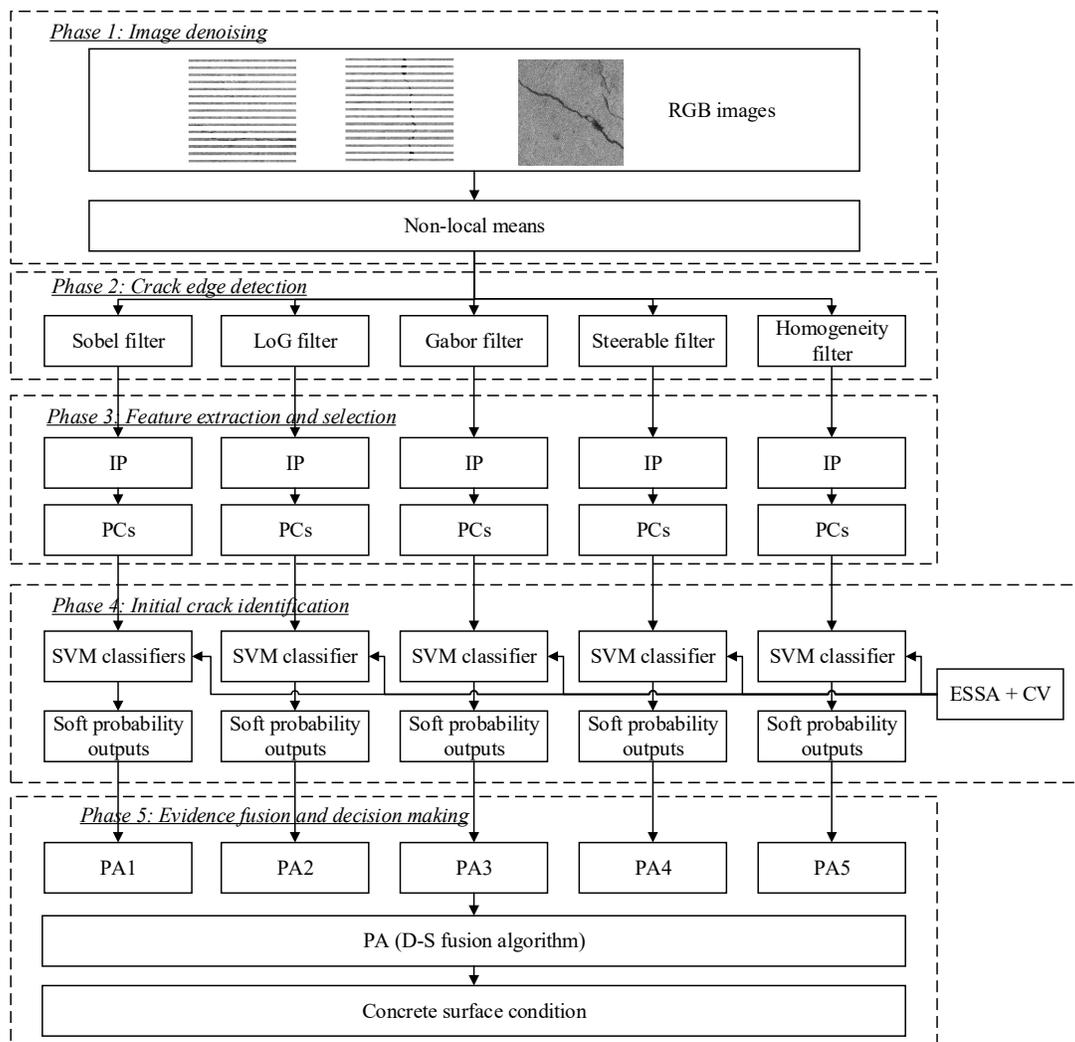 Phase 1: Image denoising
RGB images
Non-local means
Phase 2: Crack edge detection
Sobel filter
LoG filter
Gabor filter
Steerable filter
Homogeneity
filter
Phase 3: Feature extraction and selection
IP
IP
IP
IP
IP
PCs
PCs
PCs
PCs
PCs
Phase 4: Initial crack identification
SVM classifiers
SVM classifier
SVM classifier
SVM classifier
SVM classifier
ESSA + CV
Soft probability
outputs
Soft probability
outputs
Soft probability
outputs
Soft probability
outputs
Soft probability
outputs
Phase 5: Evidence fusion and decision making
PA1
PA2
PA3
PA4
PA5
PA (D-S fusion algorithm)
Concrete surface condition